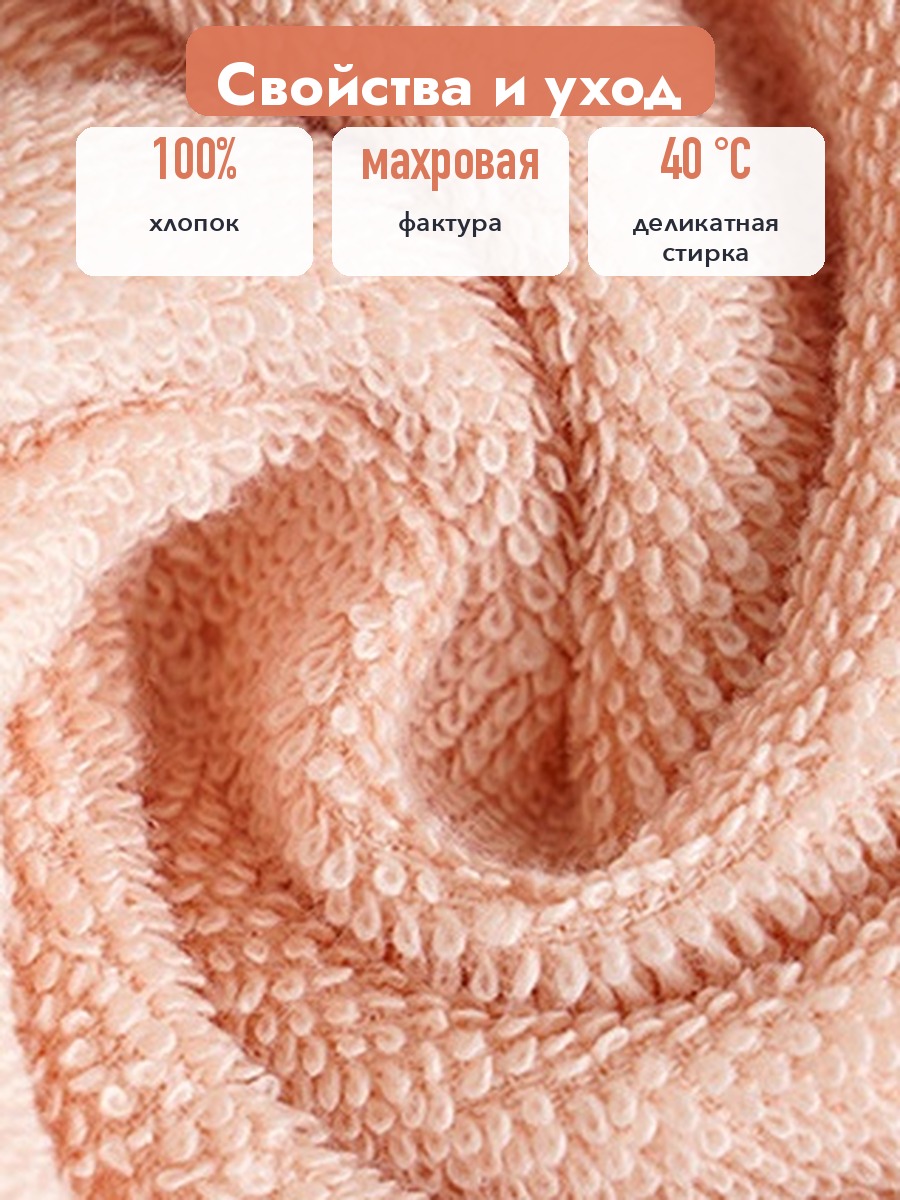 Свойства и уход
100%
хлопок
махровая
фактура
40 °C
деликатная
стирка